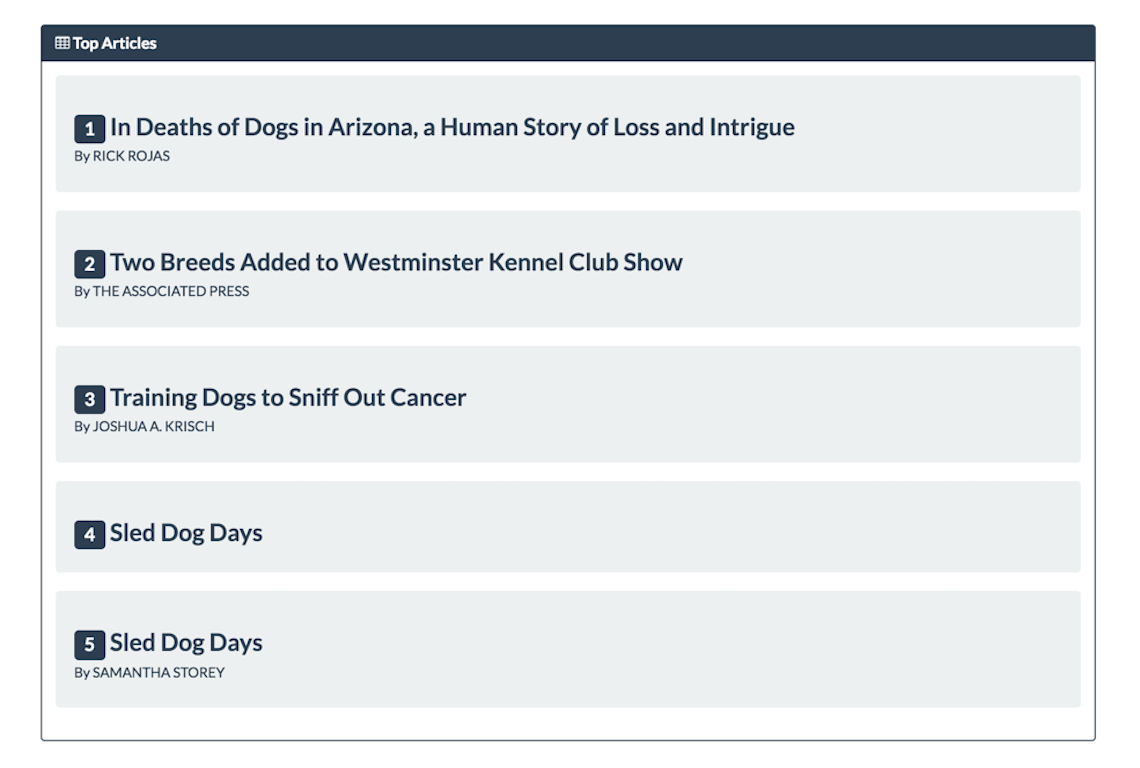 Top Articles
1 In Deaths of Dogs in Arizona, a Human Story of Loss and Intrigue
By RICK ROJAS
2 Two Breeds Added to Westminster Kennel Club Show
By THE ASSOCIATED PRESS
3 Training Dogs to Sniff Out Cancer
By JOSHUA A. KRISCH
4 Sled Dog Days
5 Sled Dog Days
By SAMANTHA STOREY